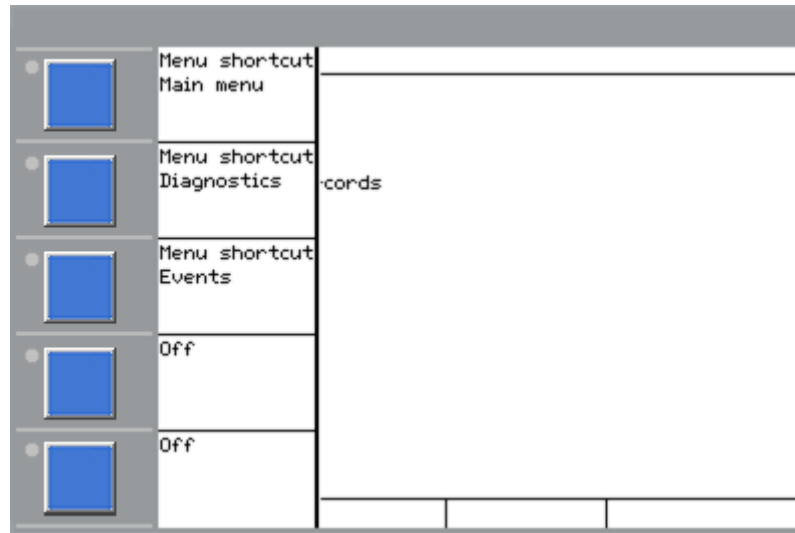 Menu shortcut
Main menu
Menu shortcut
Diagnostics
cords
Menu shortcut
Events
Off
Off